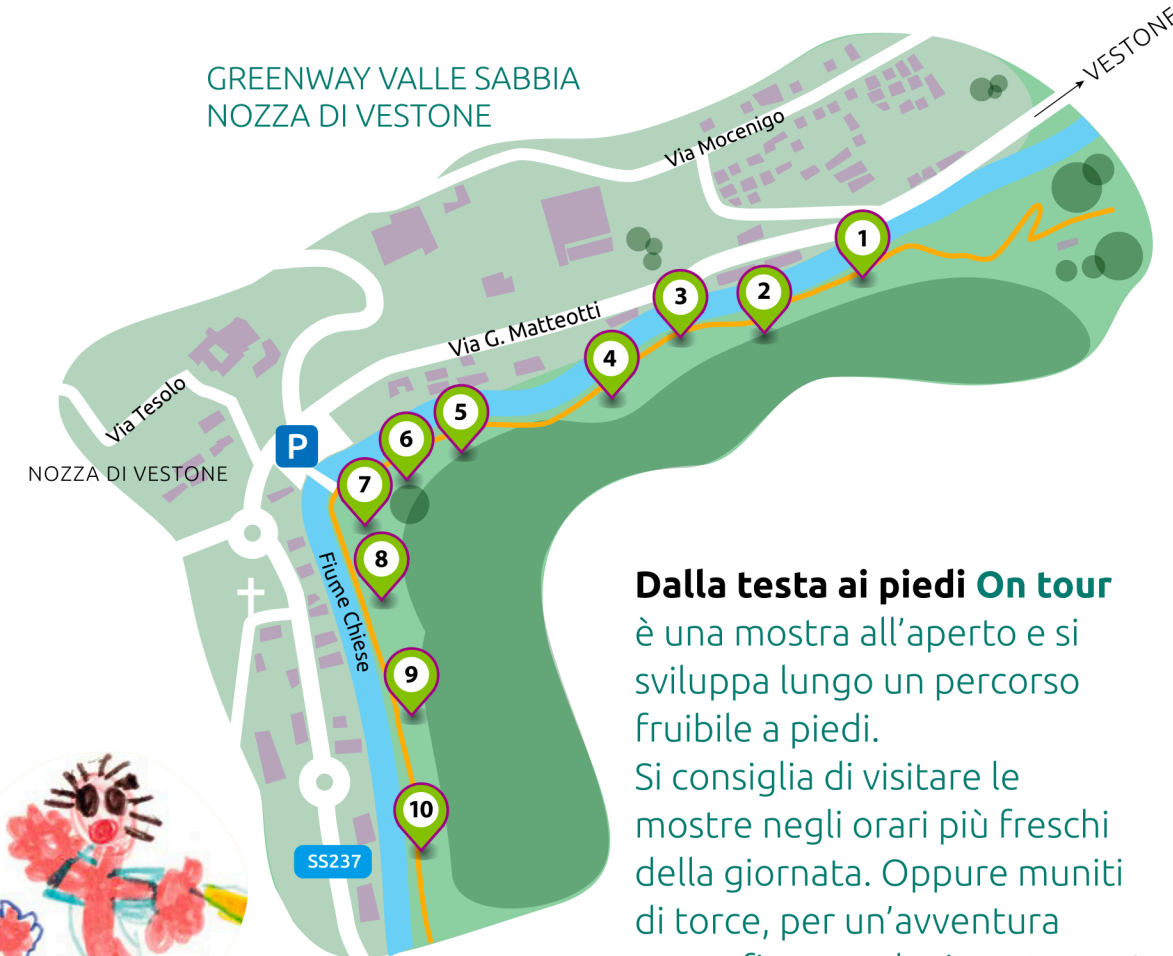 GREENWAY VALLE SABBIA
NOZZA DI VESTONE
VESTONE
Via Mocenigo
1
2
3
Via G. Matteotti
4
5
6
7
P
Via Tesolo
NOZZA DI VESTONE
8
Fiume Chiese
9
10
SS237
Dalla testa ai piedi On tour
è una mostra all’aperto e si
sviluppa lungo un percorso
fruibile a piedi.
Si consiglia di visitare le
mostre negli orari più freschi
della giornata. Oppure muniti
di torce, per un’avventura